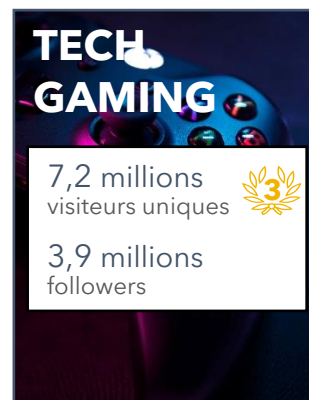 TECH
GAMING
7,2 millions
visiteurs uniques
3
3,9 millions
followers